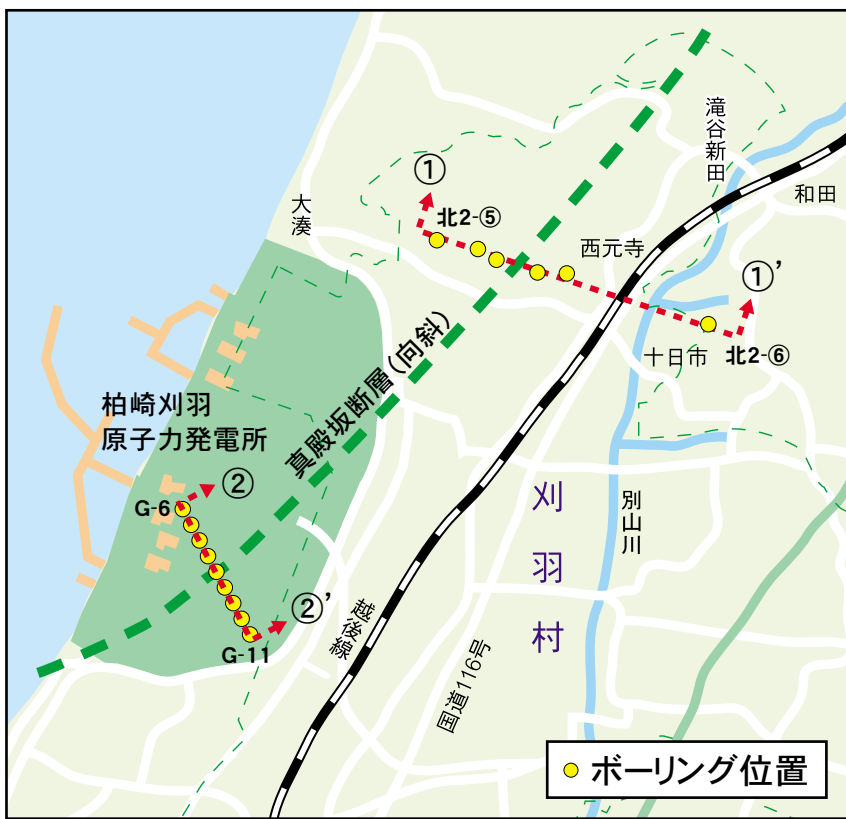 滝谷新田
和田
①
北2-⑤
大湊
西元寺
①’
十日市
北2-⑥
真殿坂断層(向斜)
柏崎刈羽
原子力発電所
②
G-6
刈羽村
別山川
②’
G-11
越後線
国道116号
ボーリング位置